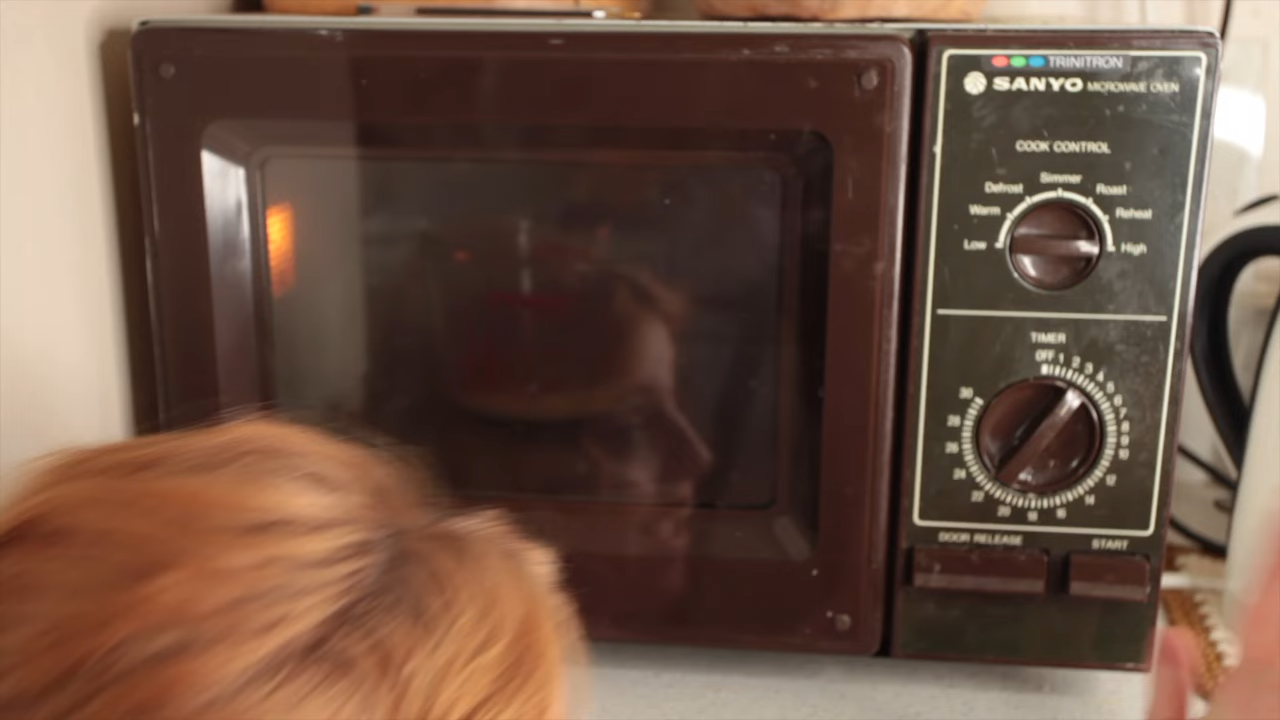 TRINITRON
SANYO MICROWAVE OVEN
COOK CONTROL
Simmer
Defrost Roast
Warm Reheat
Low High
TIMER
OFF 1 2 3 4 5 6 7 8 9 10 12 14 16 18 20 22 24 26 28 30
DOOR RELEASE START